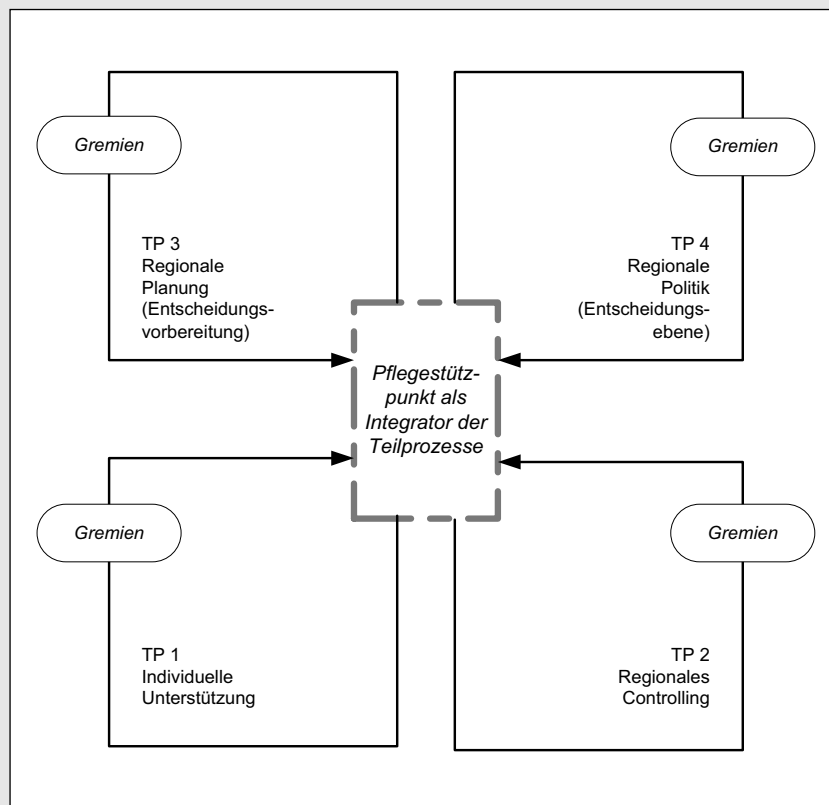 Gremien
Gremien
TP 3
Regionale
Planung
(Entscheidungs-
vorbereitung)
TP 4
Regionale
Politik
(Entscheidungs-
ebene)
Pflegestütz-
punkt als
Integrator der
Teilprozesse
Gremien
Gremien
TP 1
Individuelle
Unterstützung
TP 2
Regionales
Controlling